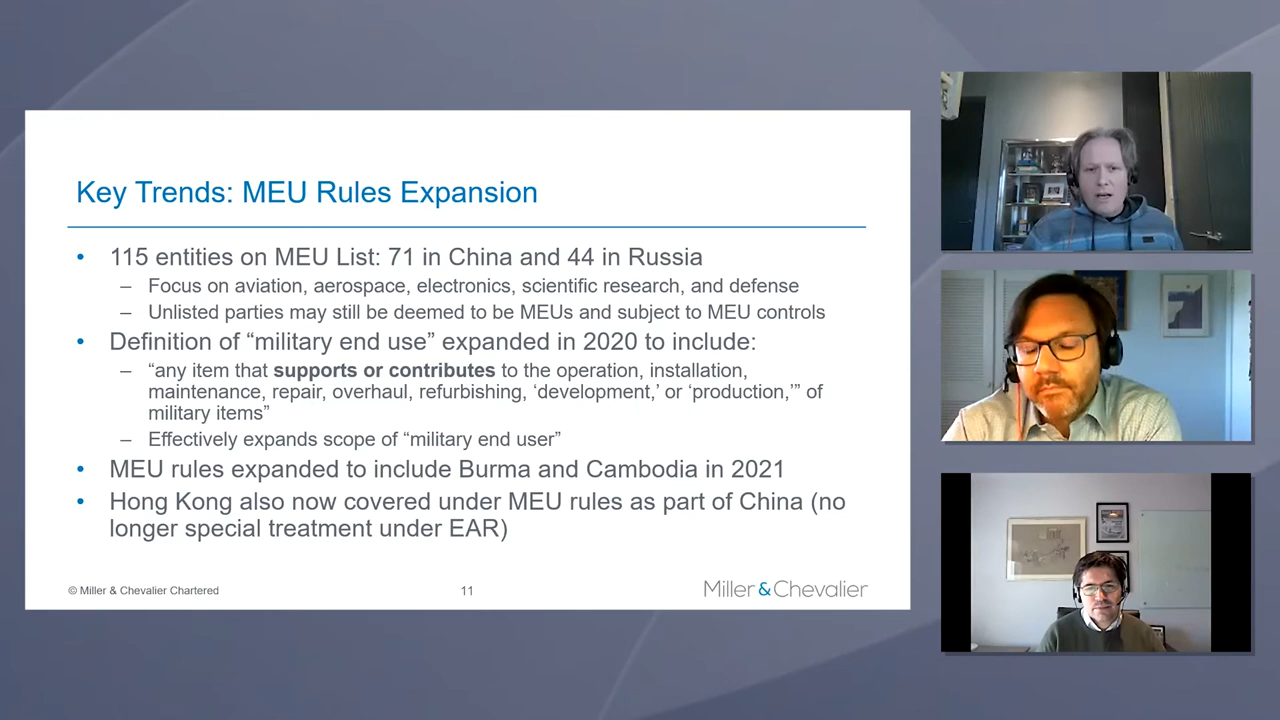 Key Trends: MEU Rules Expansion
• 115 entities on MEU List: 71 in China and 44 in Russia
– Focus on aviation, aerospace, electronics, scientific research, and defense
– Unlisted parties may still be deemed to be MEUs and subject to MEU controls
• Definition of “military end use” expanded in 2020 to include:
– “any item that supports or contributes to the operation, installation,
maintenance, repair, overhaul, refurbishing, ‘development,’ or ‘production,’” of
military items”
– Effectively expands scope of “military end user”
• MEU rules expanded to include Burma and Cambodia in 2021
• Hong Kong also now covered under MEU rules as part of China (no
longer special treatment under EAR)
© Miller & Chevalier Chartered
11
Miller&Chevalier